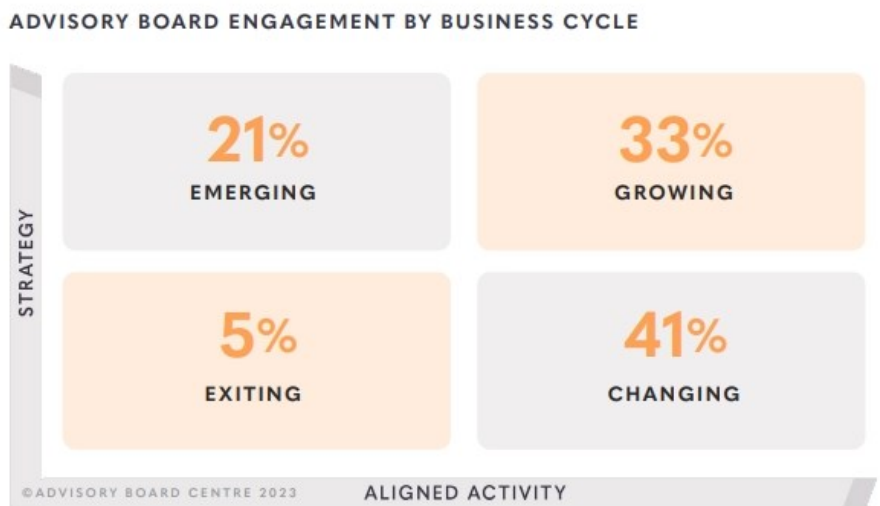 ADVISORY BOARD ENGAGEMENT BY BUSINESS CYCLE
21%
EMERGING
33%
GROWING
STRATEGY
5%
EXITING
41%
CHANGING
©ADVISORY BOARD CENTRE 2023
ALIGNED ACTIVITY